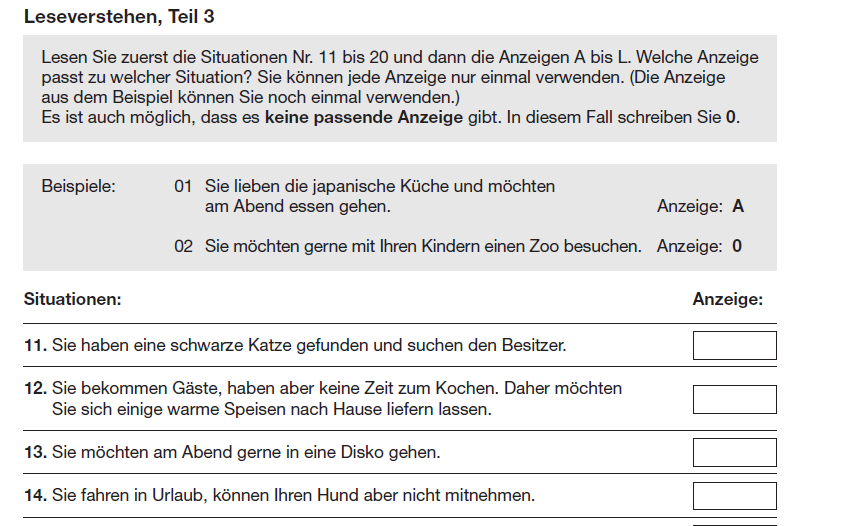 Leseverstehen, Teil 3
Lesen Sie zuerst die Situationen Nr. 11 bis 20 und dann die Anzeigen A bis L. Welche Anzeige
passt zu welcher Situation? Sie können jede Anzeige nur einmal verwenden. (Die Anzeige
aus dem Beispiel können Sie noch einmal verwenden.)
Es ist auch möglich, dass es keine passende Anzeige gibt. In diesem Fall schreiben Sie 0.
Beispiele: 01 Sie lieben die japanische Küche und möchten
am Abend essen gehen. Anzeige: A
02 Sie möchten gerne mit Ihren Kindern einen Zoo besuchen. Anzeige: 0
Situationen: Anzeige:
11. Sie haben eine schwarze Katze gefunden und suchen den Besitzer.
12. Sie bekommen Gäste, haben aber keine Zeit zum Kochen. Daher möchten
Sie sich einige warme Speisen nach Hause liefern lassen.
13. Sie möchten am Abend gerne in eine Disko gehen.
14. Sie fahren in Urlaub, können Ihren Hund aber nicht mitnehmen.